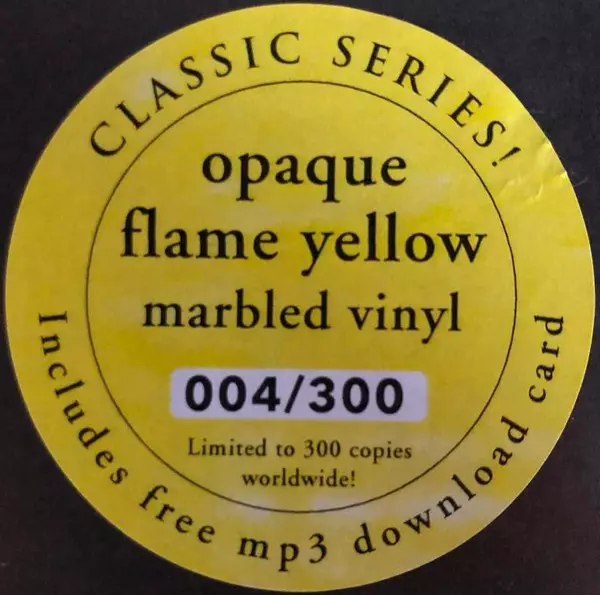 CLASSIC SERIES!
opaque
flame yellow
marbled vinyl
004/300
Limited to 300 copies
worldwide!
Includes free mp3 download card